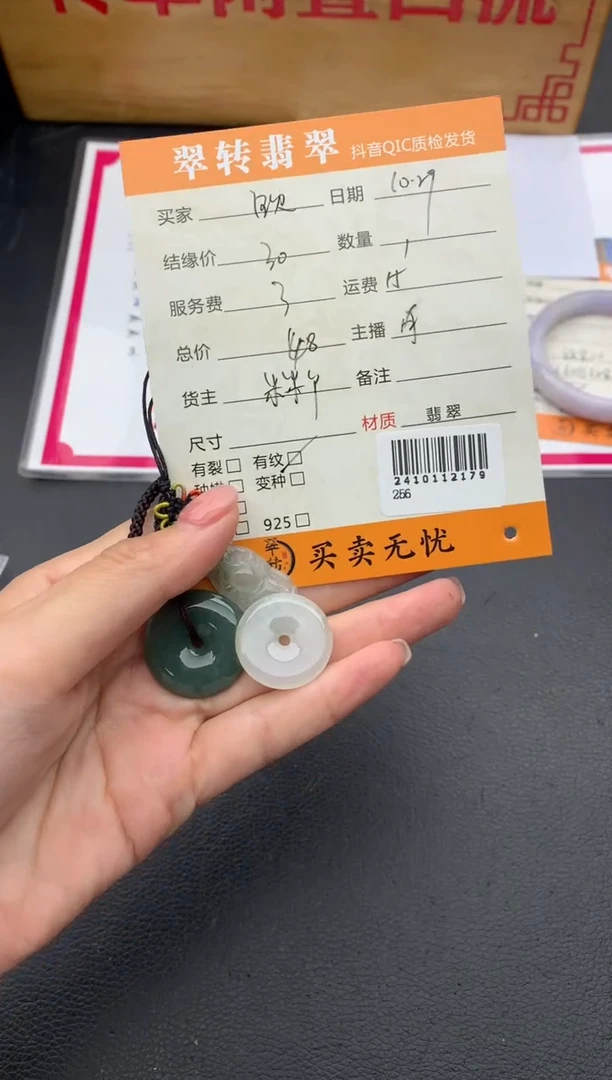 翠转翡翠 抖音QIC质检发货
买家 日期 10.29
结缘价 30 数量 1
服务费 3 运费 15
总价 48 主播
货主 备注
尺寸 材质 翡翠
有裂 有纹
变种
2410112179
256
925
买卖无忧